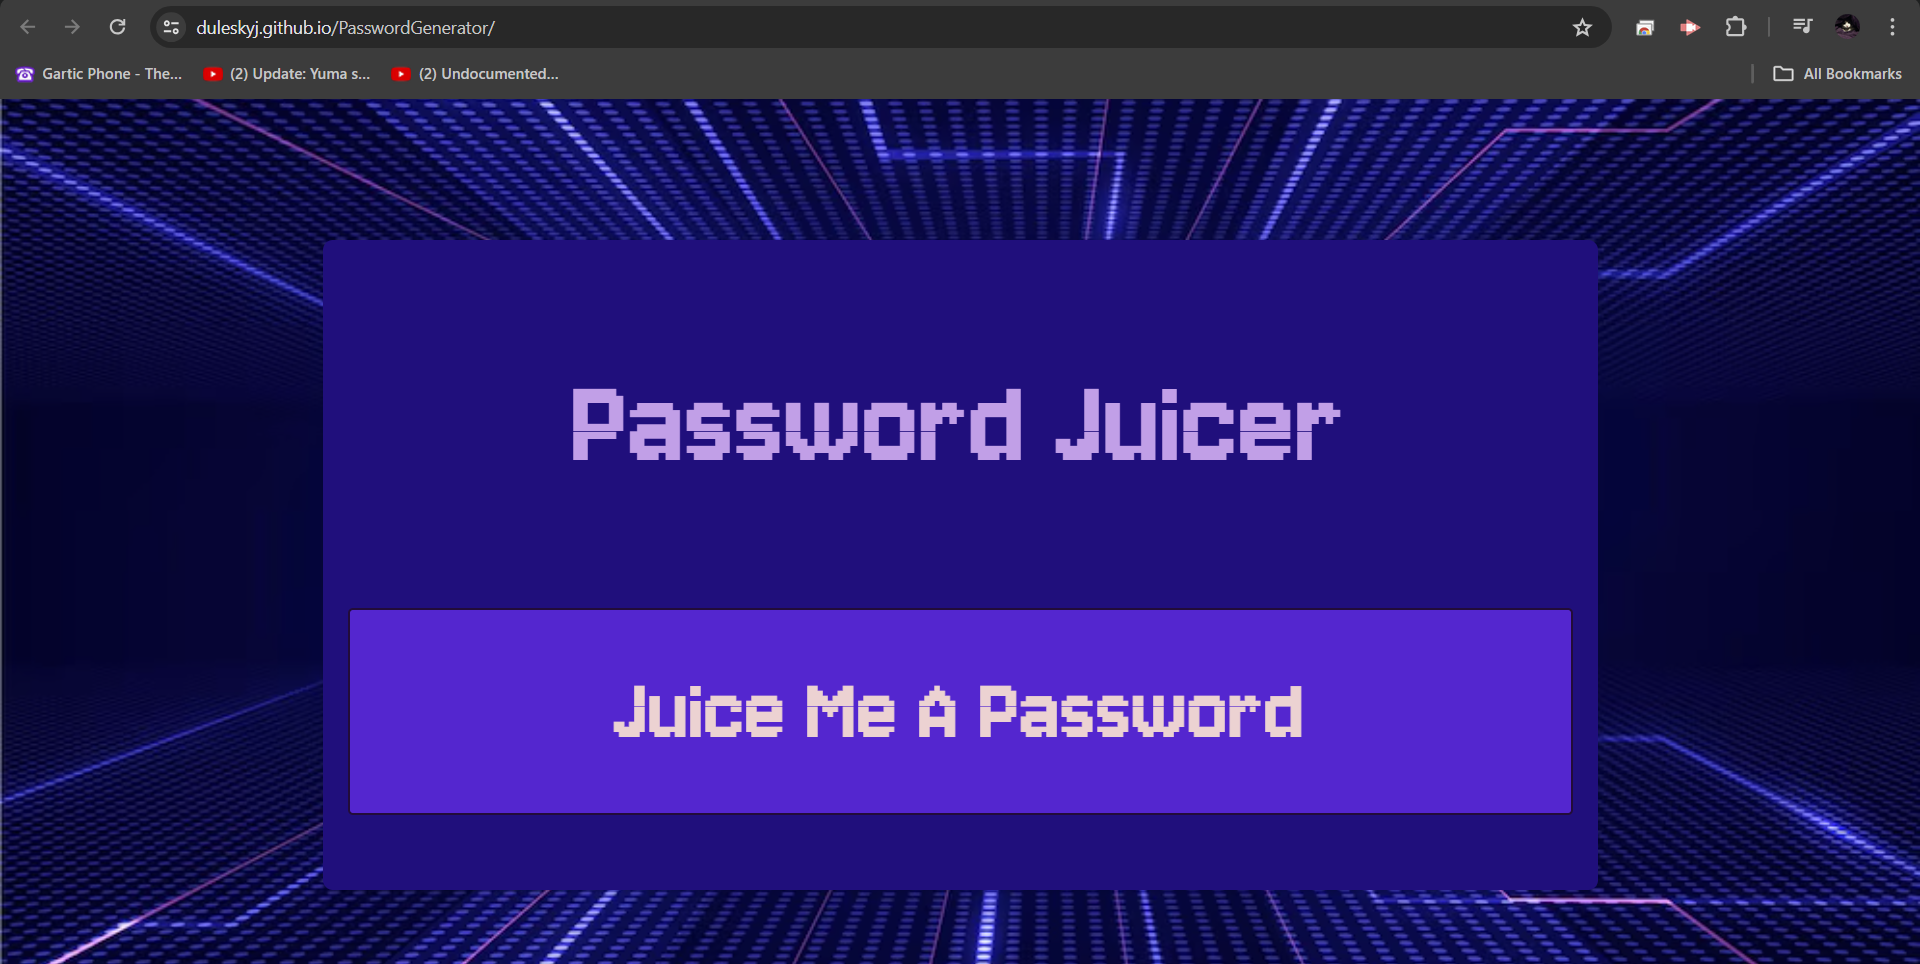 duleskyj.github.io/PasswordGenerator/
Gartic Phone - The... (2) Update: Yuma s... (2) Undocumented... All Bookmarks
Password Juicer
Juice Me A Password